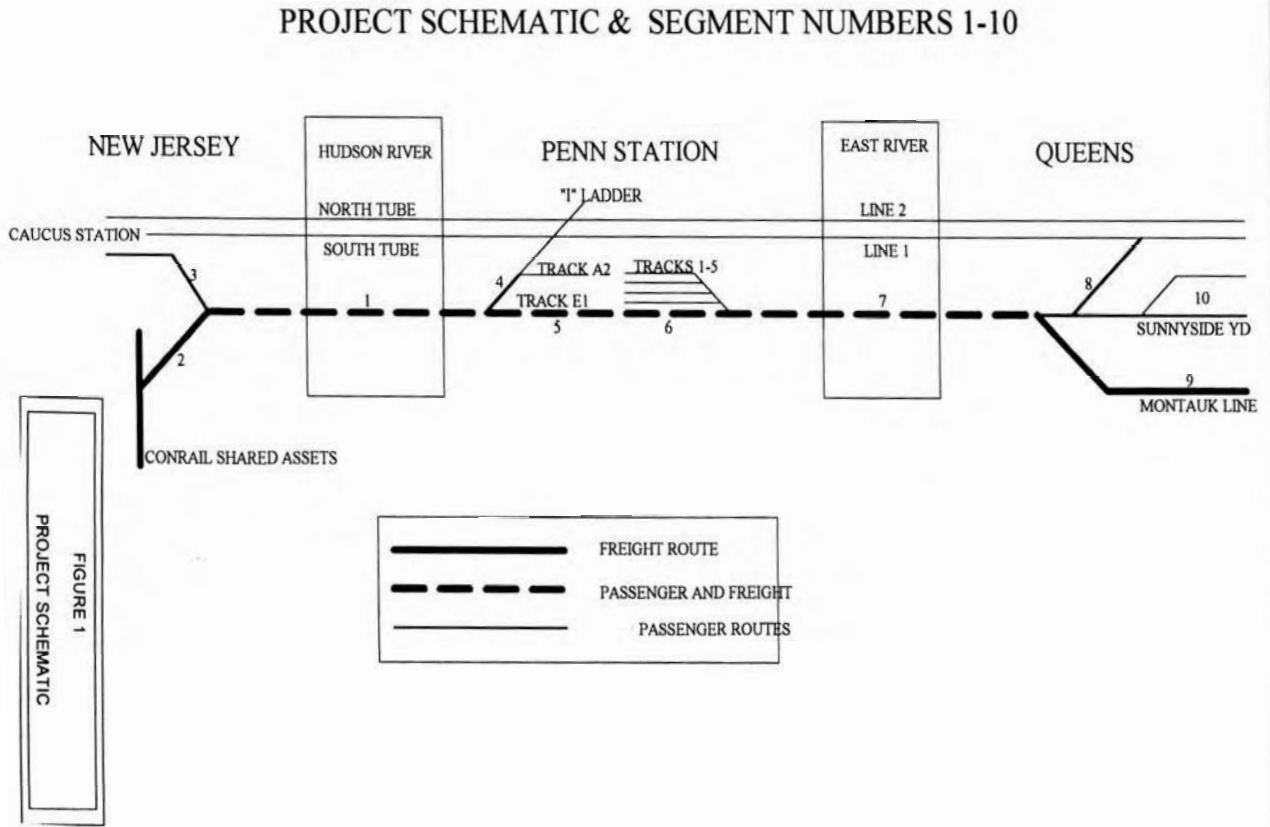 PROJECT SCHEMATIC & SEGMENT NUMBERS 1-10
NEW JERSEY
HUDSON RIVER
PENN STATION
EAST RIVER
QUEENS
"I" LADDER
NORTH TUBE
LINE 2
CAUCUS STATION
SOUTH TUBE
LINE 1
3
4
TRACK A2
TRACKS 1-5
8
10
1
TRACK E1
7
5
6
SUNNYSIDE YD
2
9
MONTAUK LINE
CONRAIL SHARED ASSETS
FREIGHT ROUTE
PASSENGER AND FREIGHT
PASSENGER ROUTES
FIGURE 1
PROJECT SCHEMATIC